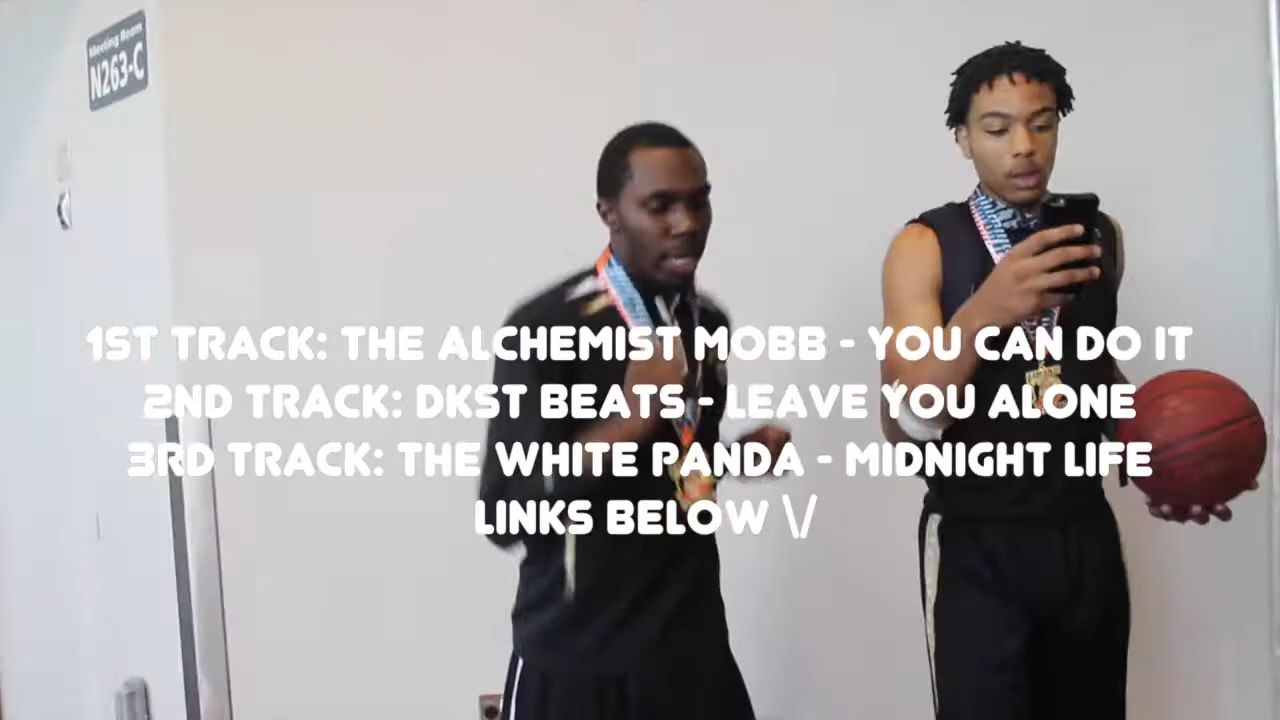 Meeting Room
N263-C
1ST TRACK: THE ALCHEMIST MOBB - YOU CAN DO IT
2ND TRACK: DKST BEATS - LEAVE YOU ALONE
3RD TRACK: THE WHITE PANDA - MIDNIGHT LIFE
LINKS BELOW \/